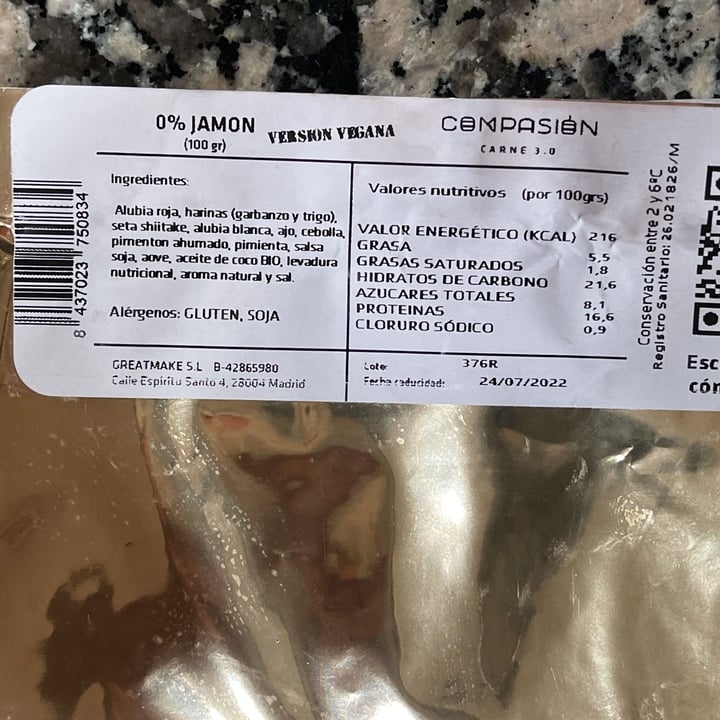 0% JAMON
(100 gr)
VERSION VEGANA
COMPASIÓN
CARNE 3.0
Ingredientes:
Alubia roja, harinas (garbanzo y trigo),
seta shiitake, alubia blanca, ajo, cebolla,
pimenton ahumado, pimienta, salsa
soja, aove, aceite de coco BIO, levadura
nutricional, aroma natural y sal.
Alérgenos: GLUTEN, SOJA
Valores nutritivos (por 100grs)
VALOR ENERGÉTICO (KCAL) 216
GRASA 5,5
GRASAS SATURADOS 1,8
HIDRATOS DE CARBONO 21,6
AZUCARES TOTALES 8,1
PROTEINAS 16,6
CLORURO SÓDICO 0,9
GREATMAKE S.L B-42865980
Calle Espíritu Santo 4, 28004 Madrid
Lote: 376R
Fecha caducidad: 24/07/2022
Conservación entre 2 y 6ºC
Registro Sanitario: 26.021826/M
8 437023 750834
Esc
cóm